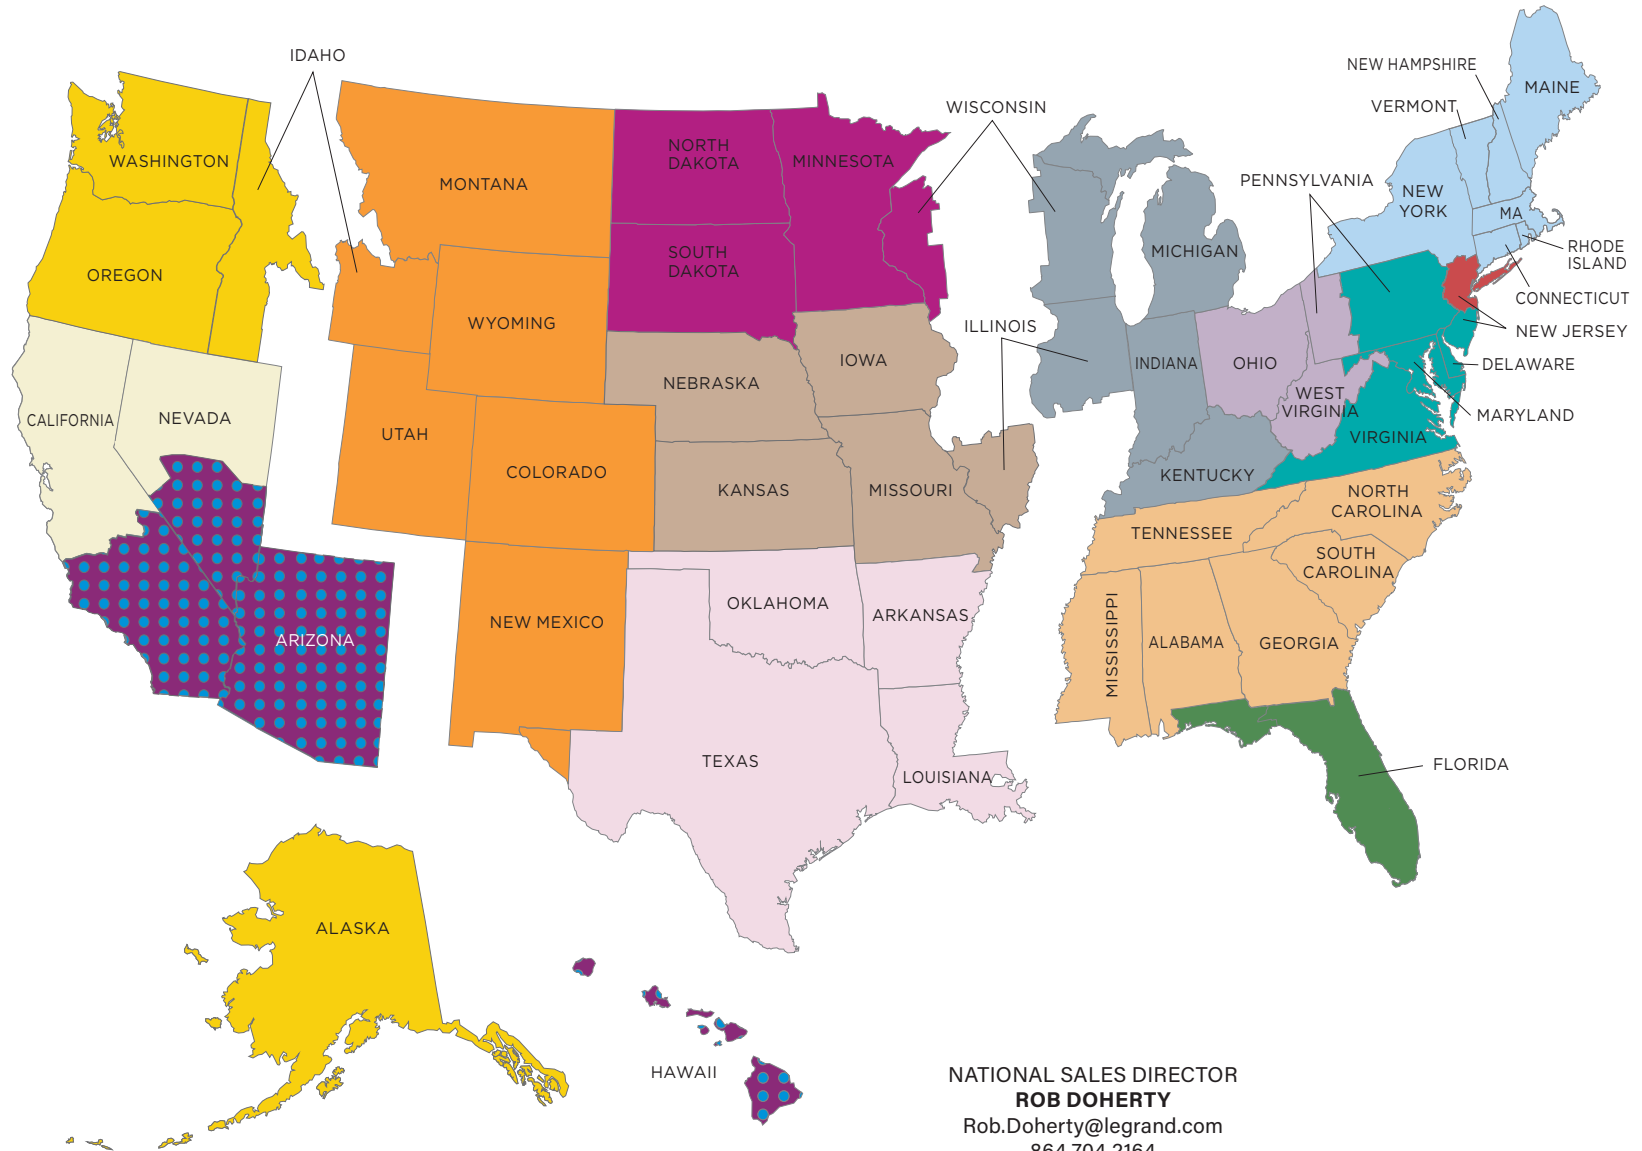 IDAHO
NEW HAMPSHIRE
MAINE
VERMONT
WISCONSIN
WASHINGTON
NORTH
DAKOTA
MINNESOTA
MONTANA
PENNSYLVANIA
NEW
YORK
MA
RHODE
ISLAND
OREGON
SOUTH
DAKOTA
MICHIGAN
CONNECTICUT
WYOMING
ILLINOIS
NEW JERSEY
IOWA
INDIANA
OHIO
DELAWARE
NEBRASKA
WEST
VIRGINIA
MARYLAND
CALIFORNIA
NEVADA
UTAH
VIRGINIA
COLORADO
KANSAS
MISSOURI
KENTUCKY
NORTH
CAROLINA
TENNESSEE
SOUTH
CAROLINA
OKLAHOMA
ARKANSAS
NEW MEXICO
ARIZONA
MISSISSIPPI
ALABAMA
GEORGIA
TEXAS
LOUISIANA
FLORIDA
ALASKA
HAWAII
NATIONAL SALES DIRECTOR
ROB DOHERTY
Rob.Doherty@legrand.com
864.704.2164